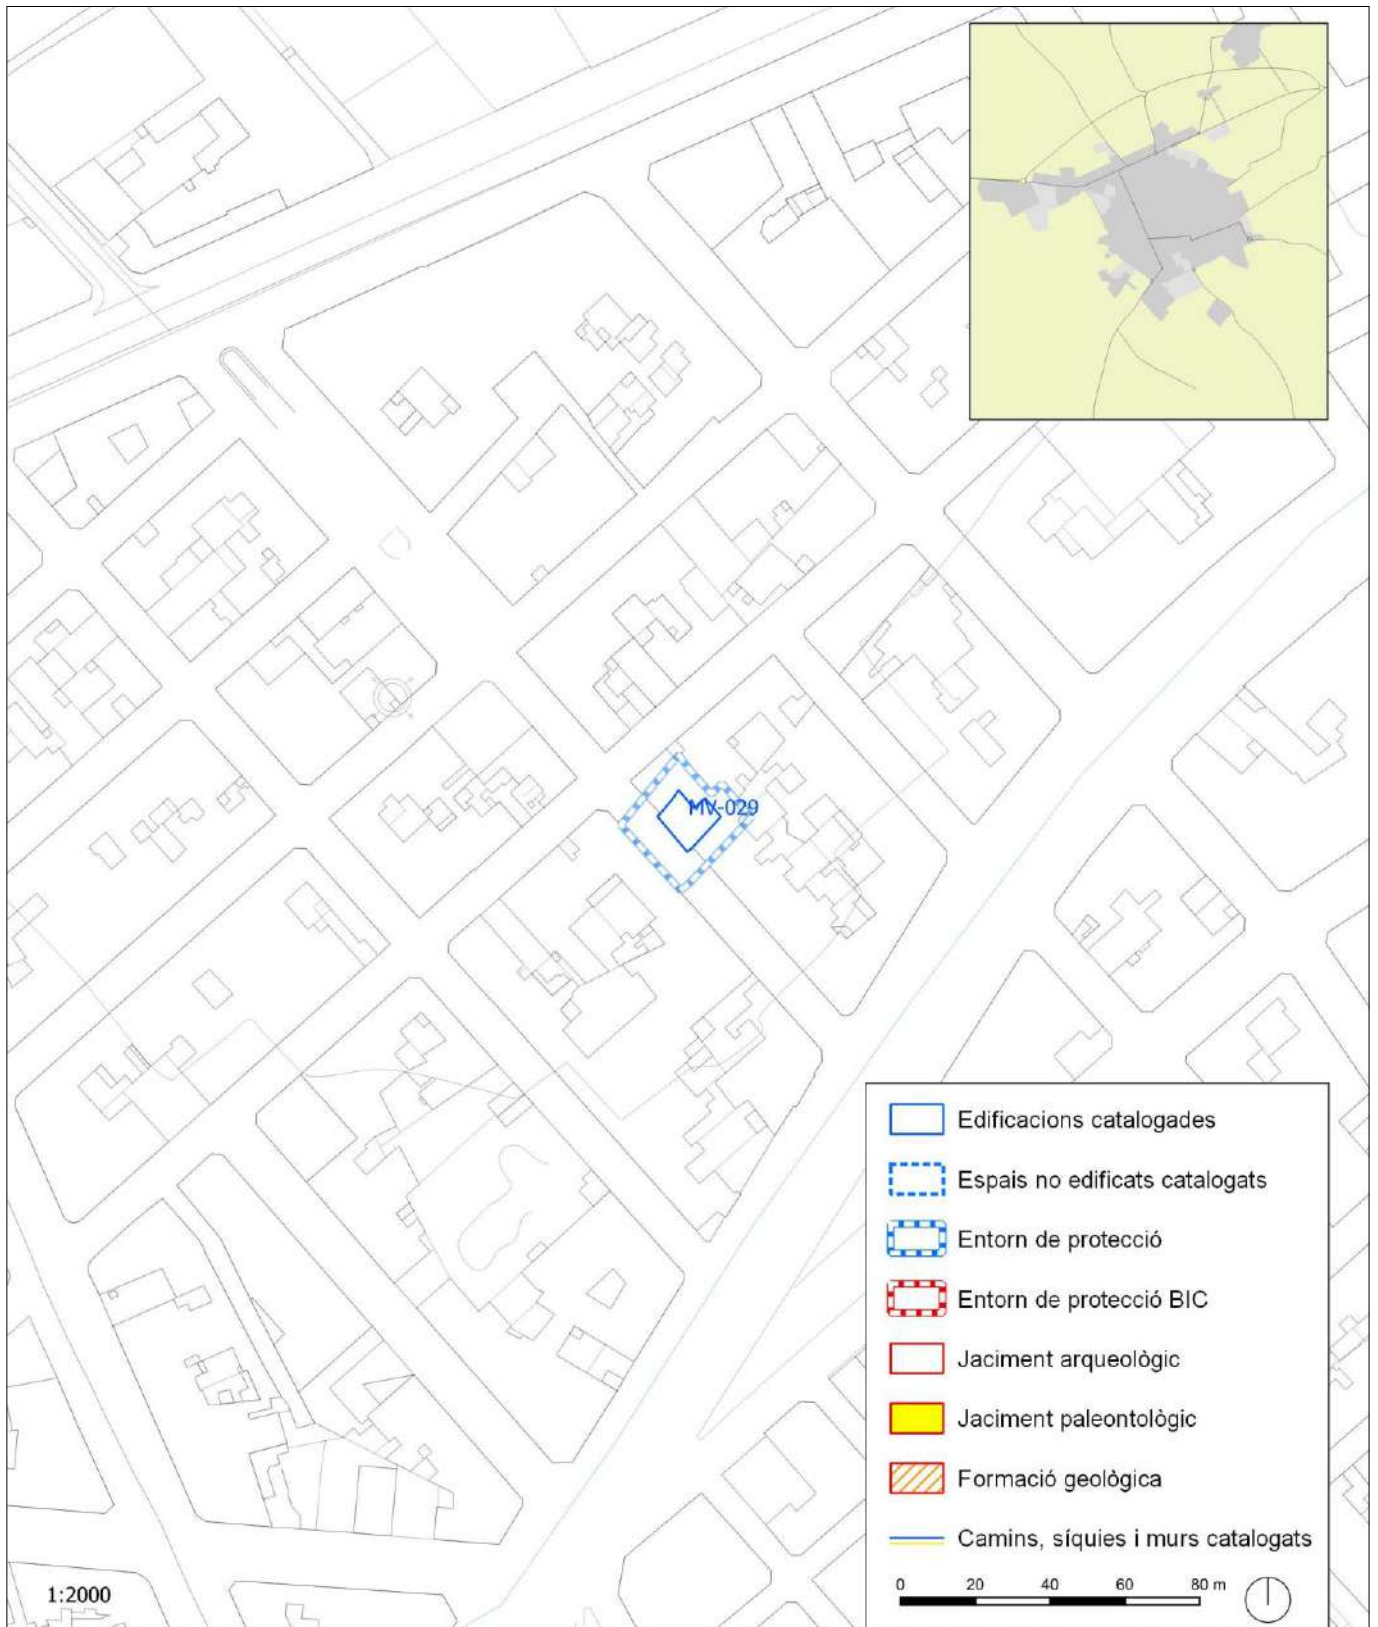 MV-029
Edificacions catalogades
Espais no edificats catalogats
Entorn de protecció
Entorn de protecció BIC
Jaciment arqueològic
Jaciment paleontològic
Formació geològica
Camins, síquies i murs catalogats
0 20 40 60 80 m
1:2000